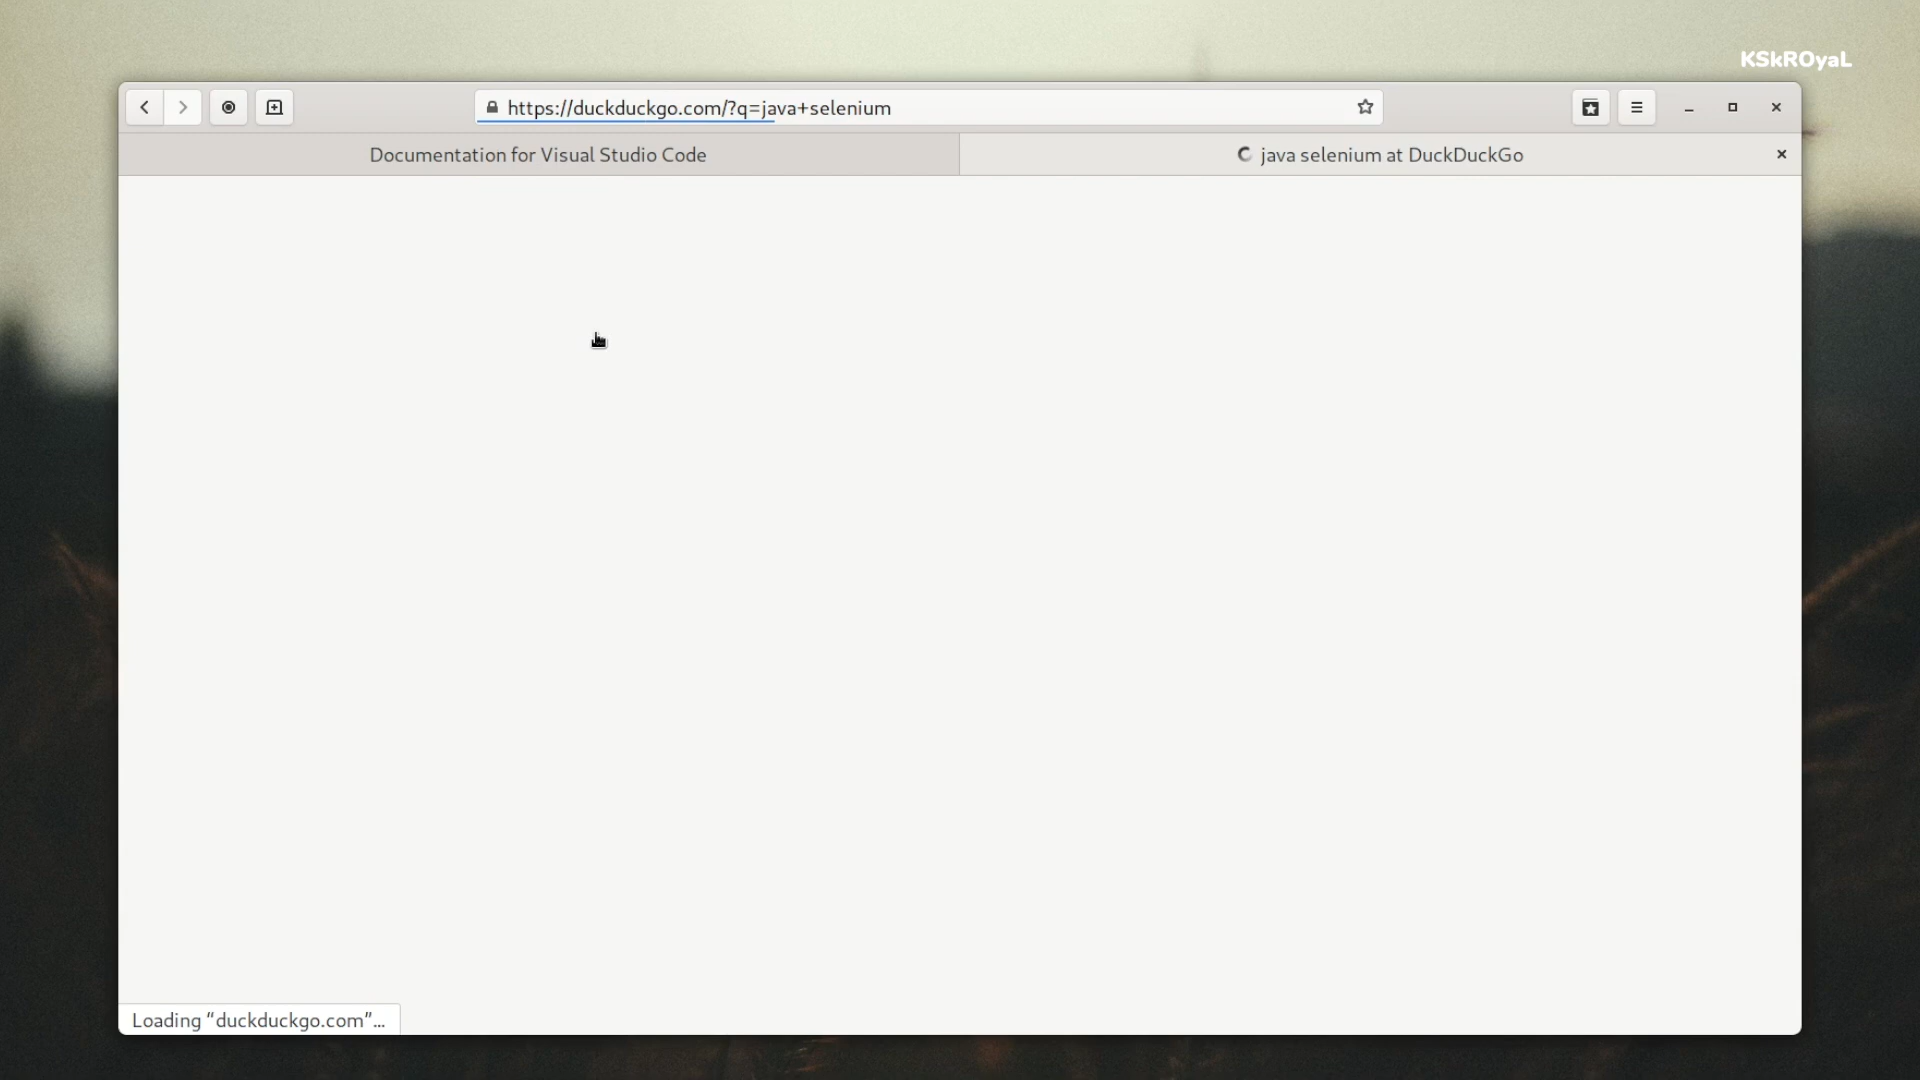 KSkROyaL
https://duckduckgo.com/?q=java+selenium
Documentation for Visual Studio Code
java selenium at DuckDuckGo
Loading “duckduckgo.com”…